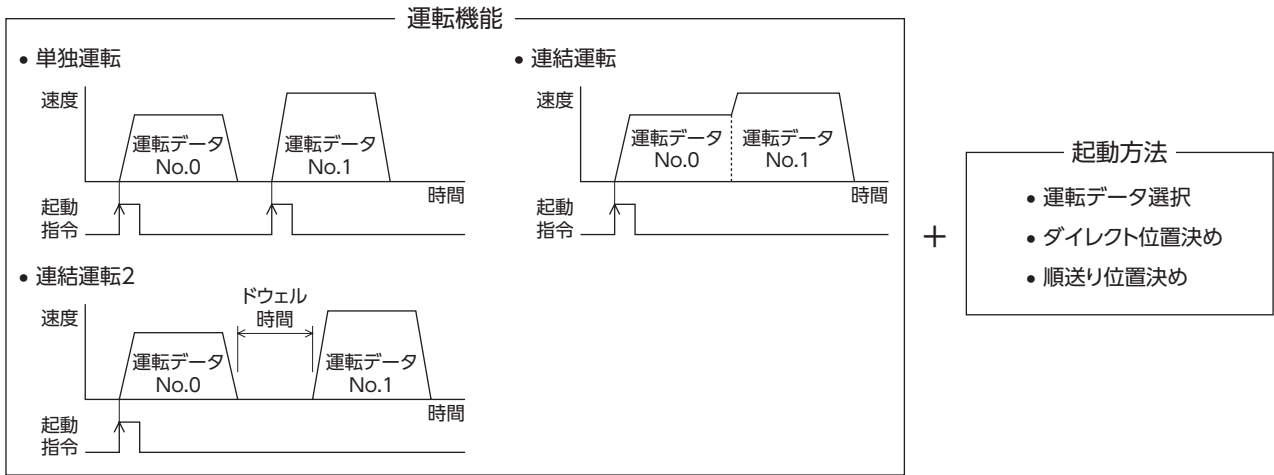 運転機能
• 単独運転
速度
運転データ
No.0
運転データ
No.1
時間
起動
指令
• 連結運転
速度
運転データ
No.0
運転データ
No.1
時間
起動
指令
• 連結運転2
速度
ドウェル
時間
運転データ
No.0
運転データ
No.1
時間
起動
指令
+
起動方法
• 運転データ選択
• ダイレクト位置決め
• 順送り位置決め